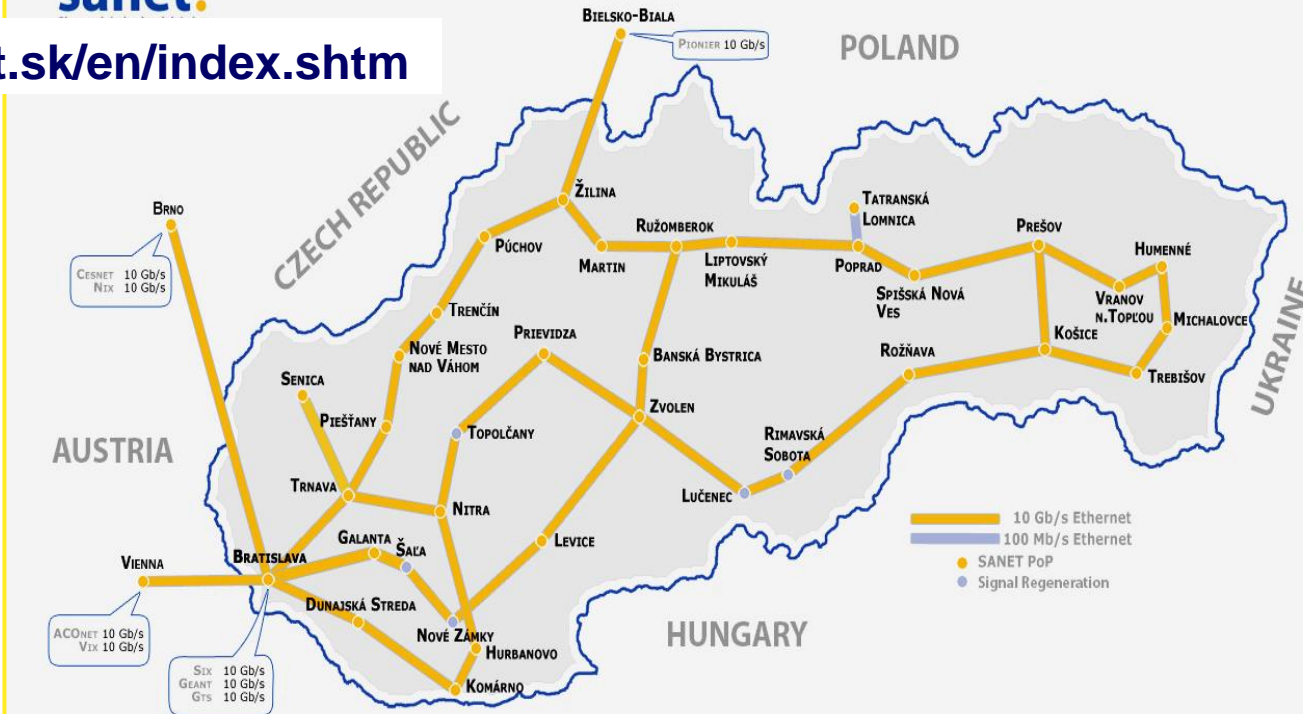 sanet.
t.sk/en/index.shtm
BIELSKO-BIALA
PIONIER 10 Gb/s
POLAND
CZECH REPUBLIC
BRNO
CESNET 10 Gb/s
NIX 10 Gb/s
ŽILINA
PÚCHOV
MARTIN
RUŽOMBEROK
LIPTOVSKÝ
MIKULÁŠ
TATRANSKÁ
LOMNICA
POPRAD
SPIŠSKÁ NOVÁ
VES
PREŠOV
HUMENNÉ
VRANOV
N.TOPĽOU
MICHALOVCE
UKRAINE
TRENČÍN
NOVÉ MESTO
NAD VÁHOM
PRIEVIDZA
BANSKÁ BYSTRICA
ROŽŇAVA
KOŠICE
TREBIŠOV
SENICA
PIEŠŤANY
TOPOLČANY
ZVOLEN
AUSTRIA
RIMAVSKÁ
SOBOTA
LUČENEC
TRNAVA
NITRA
GALANTA
ŠAĽA
LEVICE
VIENNA
BRATISLAVA
DUNAJSKÁ STREDA
NOVÉ ZÁMKY
HURBANOVO
KOMÁRNO
HUNGARY
ACONET 10 Gb/s
VIX 10 Gb/s
SIX 10 Gb/s
GEANT 10 Gb/s
GTS 10 Gb/s
10 Gb/s Ethernet
100 Mb/s Ethernet
SANET PoP
Signal Regeneration